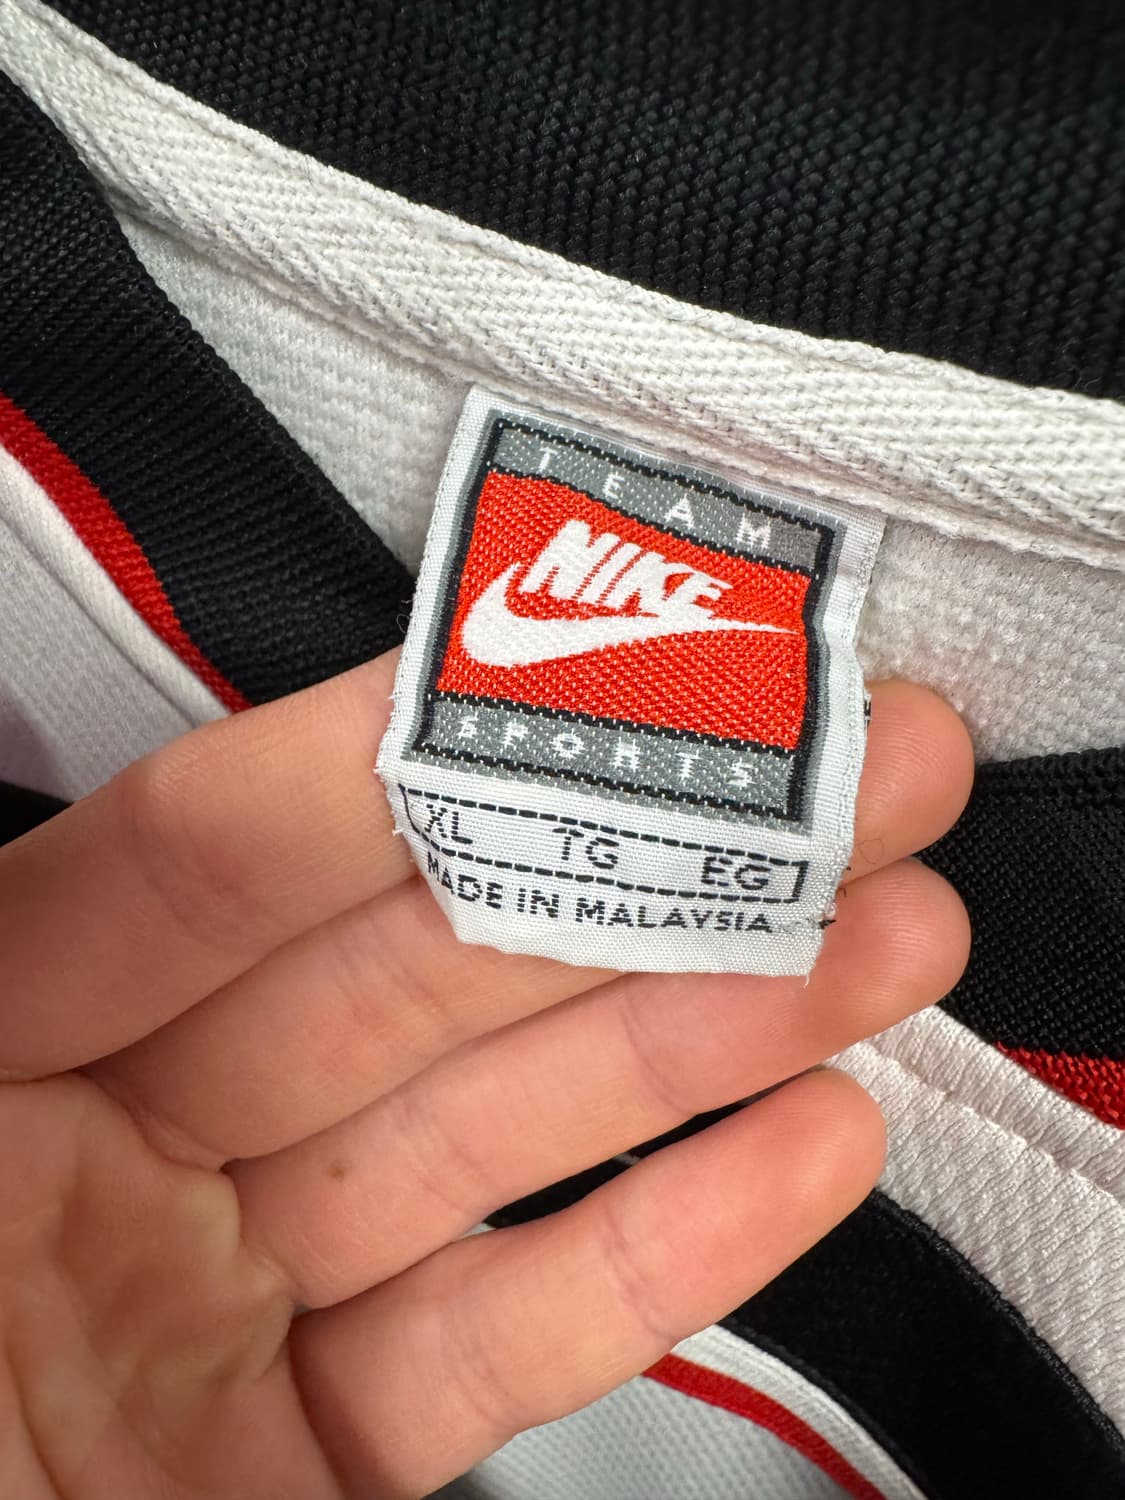 TEAM
NIKE
SPORTS
XL TG EG
MADE IN MALAYSIA